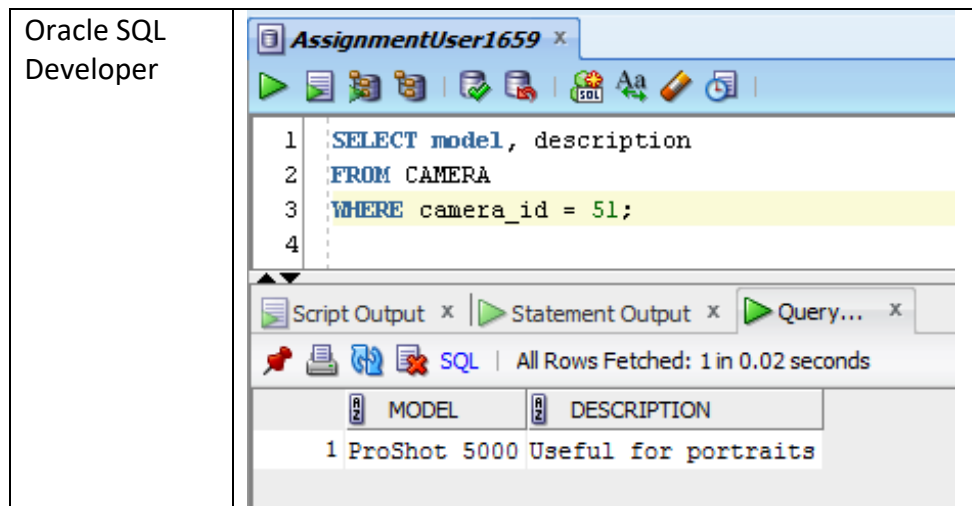 Oracle SQL
Developer
AssignmentUser1659 x
SQL
Aa
1 SELECT model, description
2 FROM CAMERA
3 WHERE camera_id = 51;
4
Script Output x Statement Output x Query... x
SQL | All Rows Fetched: 1 in 0.02 seconds
MODEL DESCRIPTION
1 ProShot 5000 Useful for portraits